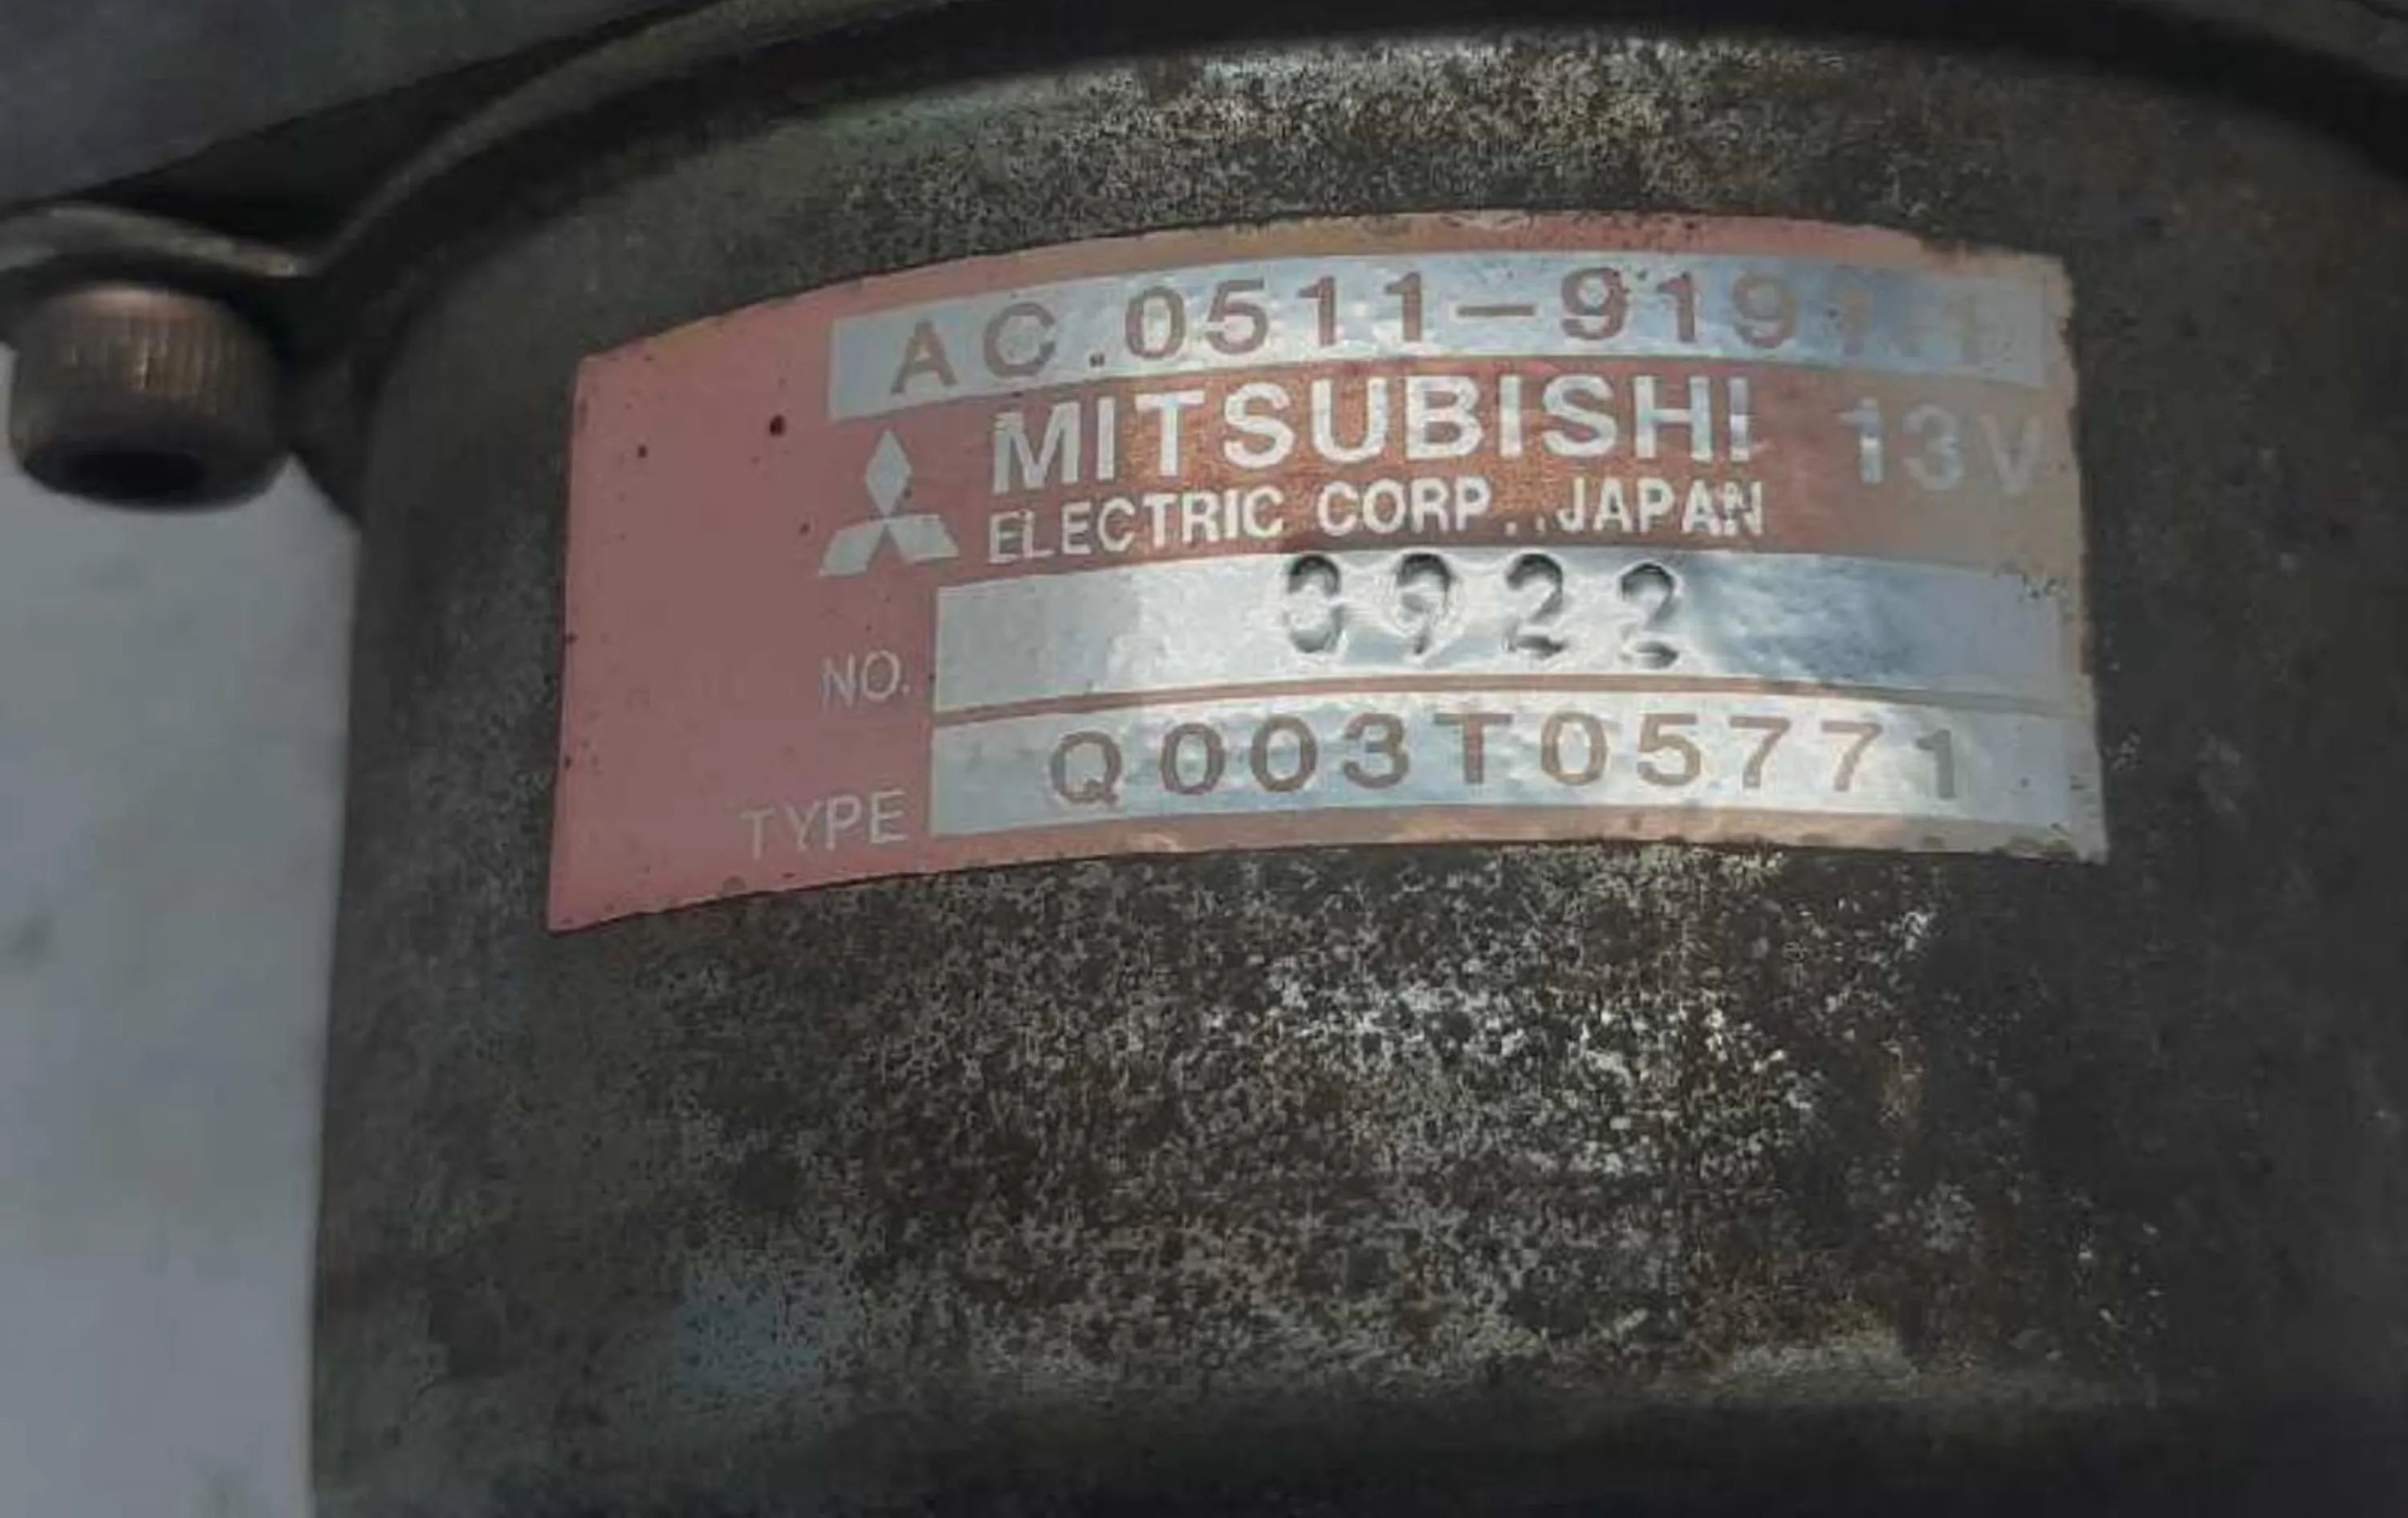 AC.0511-919
MITSUBISHI 13V
ELECTRIC CORP., JAPAN
NO. 0922
TYPE Q003T05771